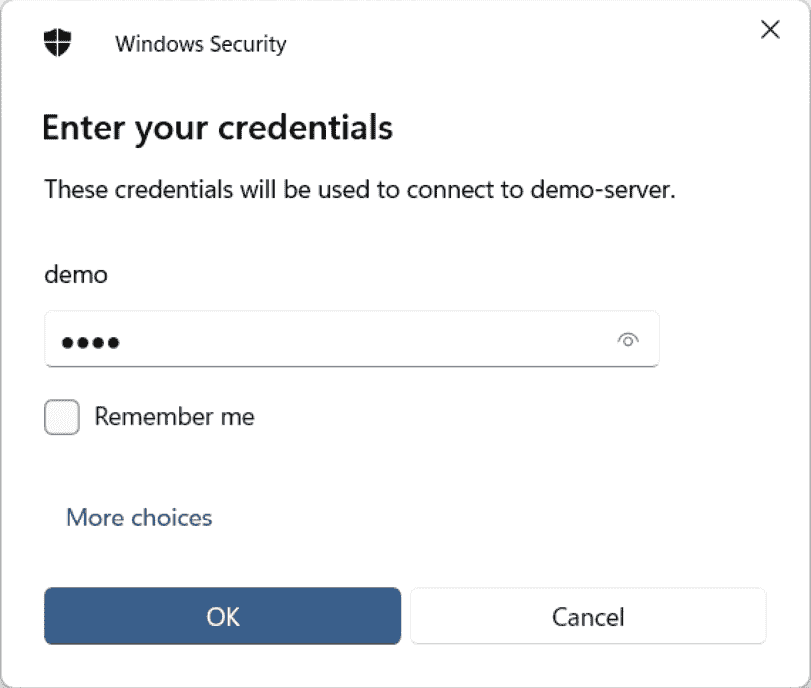 Windows Security
Enter your credentials
These credentials will be used to connect to demo-server.
demo
●●●●
Remember me
More choices
OK
Cancel